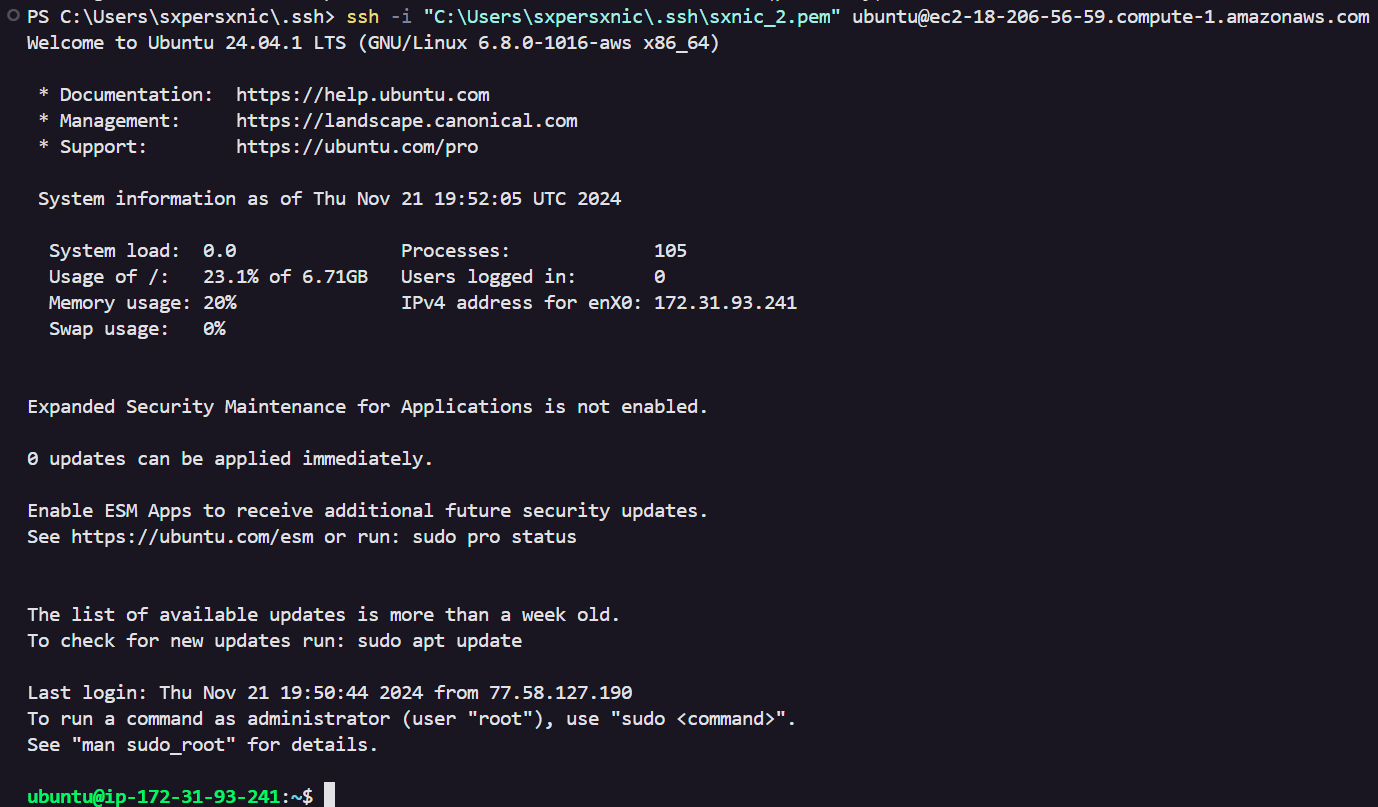 PS C:\Users\sxpersxnic\.ssh> ssh -i "C:\Users\sxpersxnic\.ssh\sxnic_2.pem" ubuntu@ec2-18-206-56-59.compute-1.amazonaws.com
Welcome to Ubuntu 24.04.1 LTS (GNU/Linux 6.8.0-1016-aws x86_64)
* Documentation: https://help.ubuntu.com
* Management: https://landscape.canonical.com
* Support: https://ubuntu.com/pro
System information as of Thu Nov 21 19:52:05 UTC 2024
System load: 0.0 Processes: 105
Usage of /: 23.1% of 6.71GB Users logged in: 0
Memory usage: 20% IPv4 address for enX0: 172.31.93.241
Swap usage: 0%
Expanded Security Maintenance for Applications is not enabled.
0 updates can be applied immediately.
Enable ESM Apps to receive additional future security updates.
See https://ubuntu.com/esm or run: sudo pro status
The list of available updates is more than a week old.
To check for new updates run: sudo apt update
Last login: Thu Nov 21 19:50:44 2024 from 77.58.127.190
To run a command as administrator (user "root"), use "sudo <command>".
See "man sudo_root" for details.
ubuntu@ip-172-31-93-241:~$